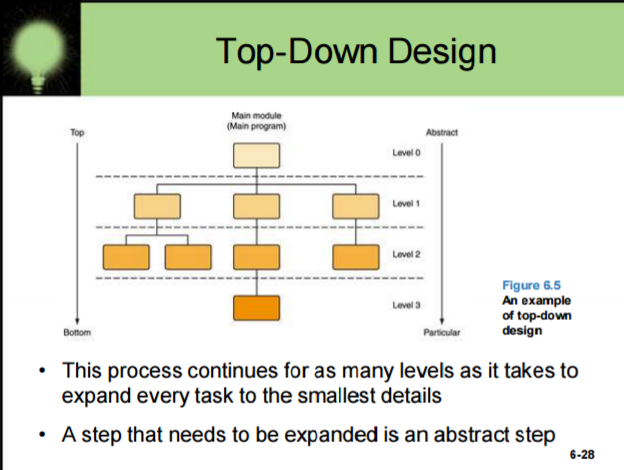 Top-Down Design
Main module
(Main program)
Top
Abstract
Level 0
Level 1
Level 2
Level 3
Bottom
Particular
Figure 6.5
An example
of top-down
design
• This process continues for as many levels as it takes to
expand every task to the smallest details
• A step that needs to be expanded is an abstract step
6-28